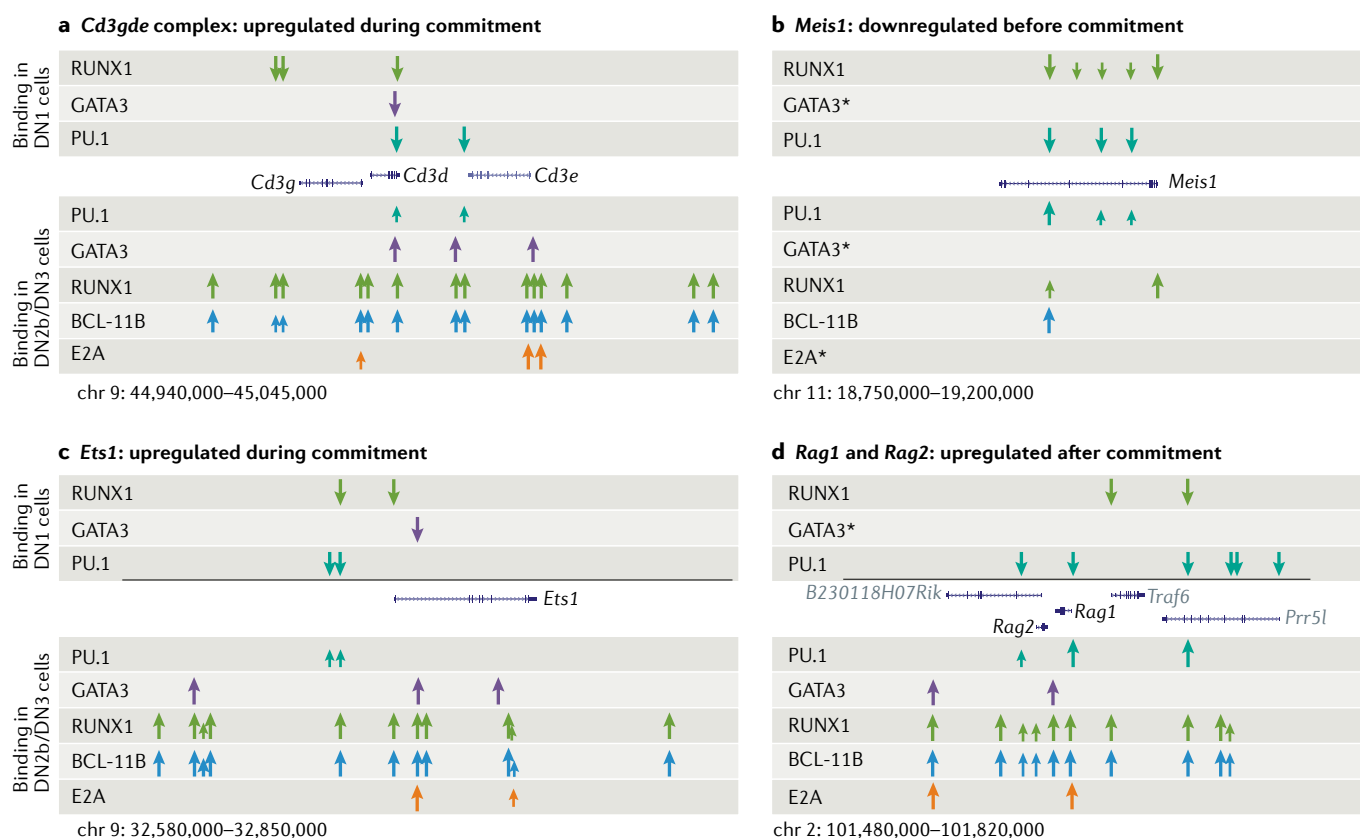 a Cd3gde complex: upregulated during commitment
Binding in
DN1 cells
RUNX1
GATA3
PU.1
Cd3g
Cd3d
Cd3e
Binding in
DN2b/DN3 cells
PU.1
GATA3
RUNX1
BCL-11B
E2A
chr 9: 44,940,000–45,045,000
b Meis1: downregulated before commitment
RUNX1
GATA3*
PU.1
Meis1
PU.1
GATA3*
RUNX1
BCL-11B
E2A*
chr 11: 18,750,000–19,200,000
c Ets1: upregulated during commitment
Binding in
DN1 cells
RUNX1
GATA3
PU.1
Ets1
Binding in
DN2b/DN3 cells
PU.1
GATA3
RUNX1
BCL-11B
E2A
chr 9: 32,580,000–32,850,000
d Rag1 and Rag2: upregulated after commitment
RUNX1
GATA3*
PU.1
B230118H07Rik
Traf6
Rag1
Prr5l
Rag2
PU.1
GATA3
RUNX1
BCL-11B
E2A
chr 2: 101,480,000–101,820,000